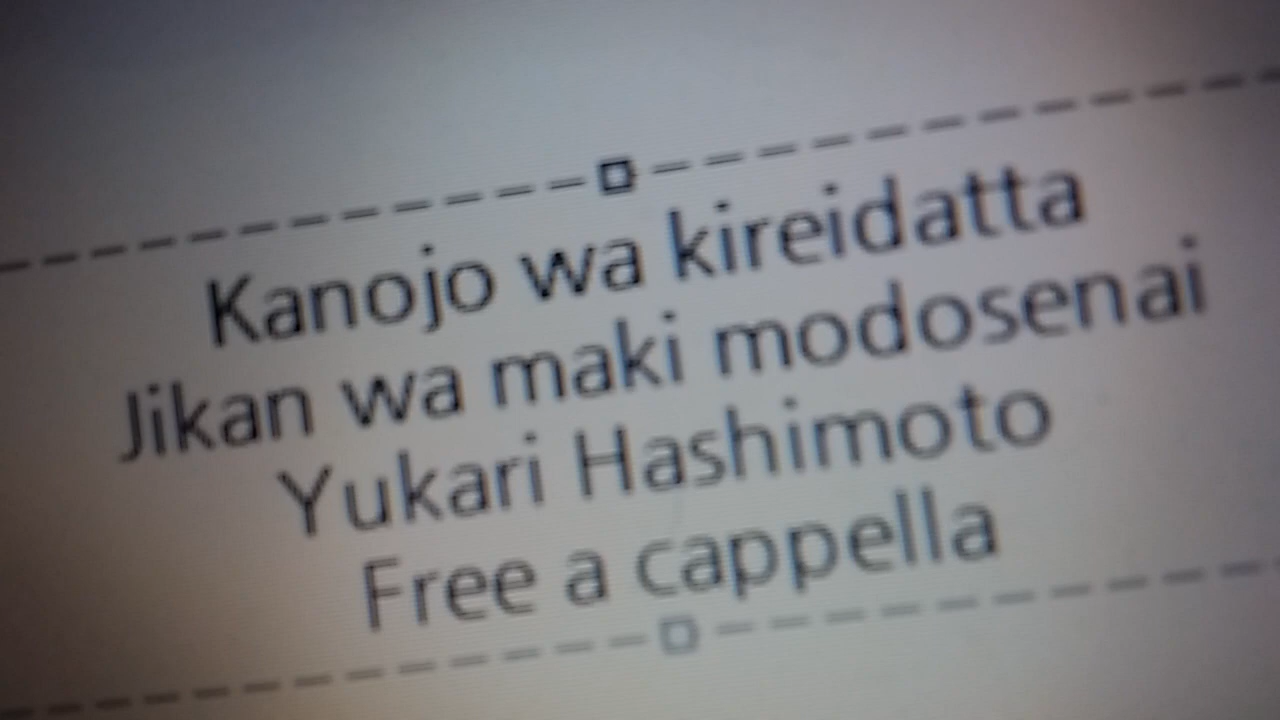 Kanojo wa kireidatta
Jikan wa maki modosenai
Yukari Hashimoto
Free a cappella